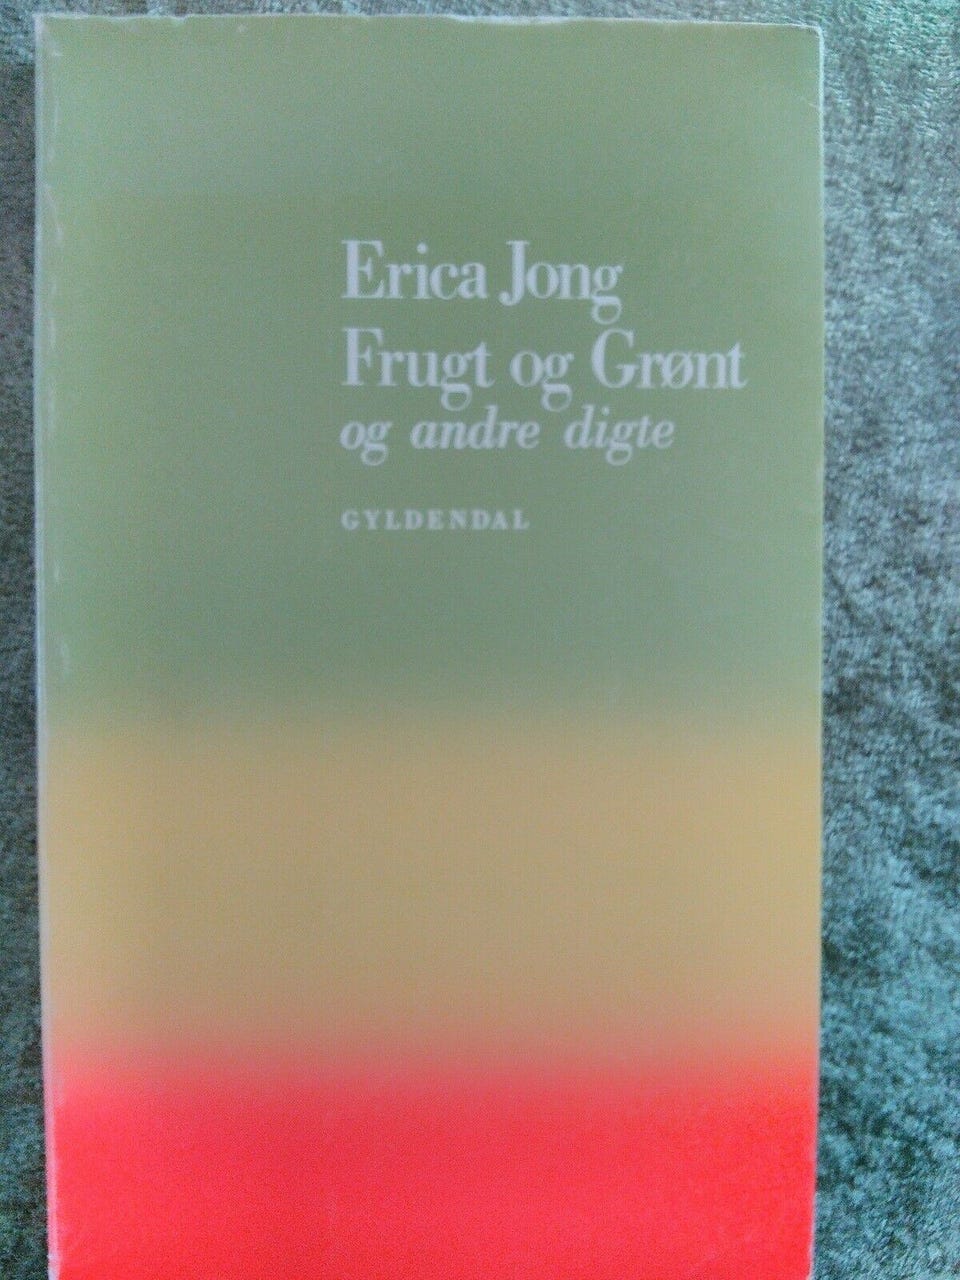 Erica Jong
Frugt og Grønt
og andre digte
GYLDENDAL